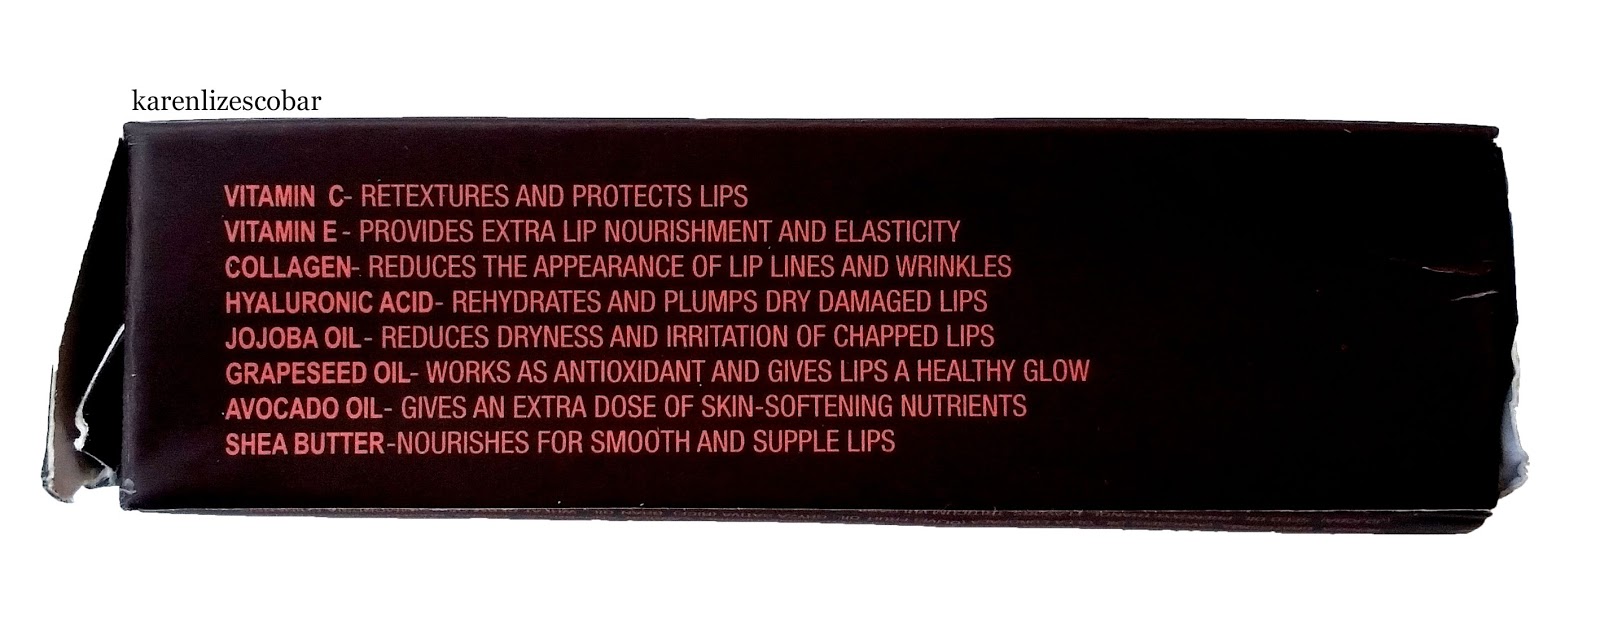 karenlizescobar
VITAMIN C- RETEXTURES AND PROTECTS LIPS
VITAMIN E - PROVIDES EXTRA LIP NOURISHMENT AND ELASTICITY
COLLAGEN- REDUCES THE APPEARANCE OF LIP LINES AND WRINKLES
HYALURONIC ACID- REHYDRATES AND PLUMPS DRY DAMAGED LIPS
JOJOBA OIL- REDUCES DRYNESS AND IRRITATION OF CHAPPED LIPS
GRAPESEED OIL- WORKS AS ANTIOXIDANT AND GIVES LIPS A HEALTHY GLOW
AVOCADO OIL- GIVES AN EXTRA DOSE OF SKIN-SOFTENING NUTRIENTS
SHEA BUTTER-NOURISHES FOR SMOOTH AND SUPPLE LIPS